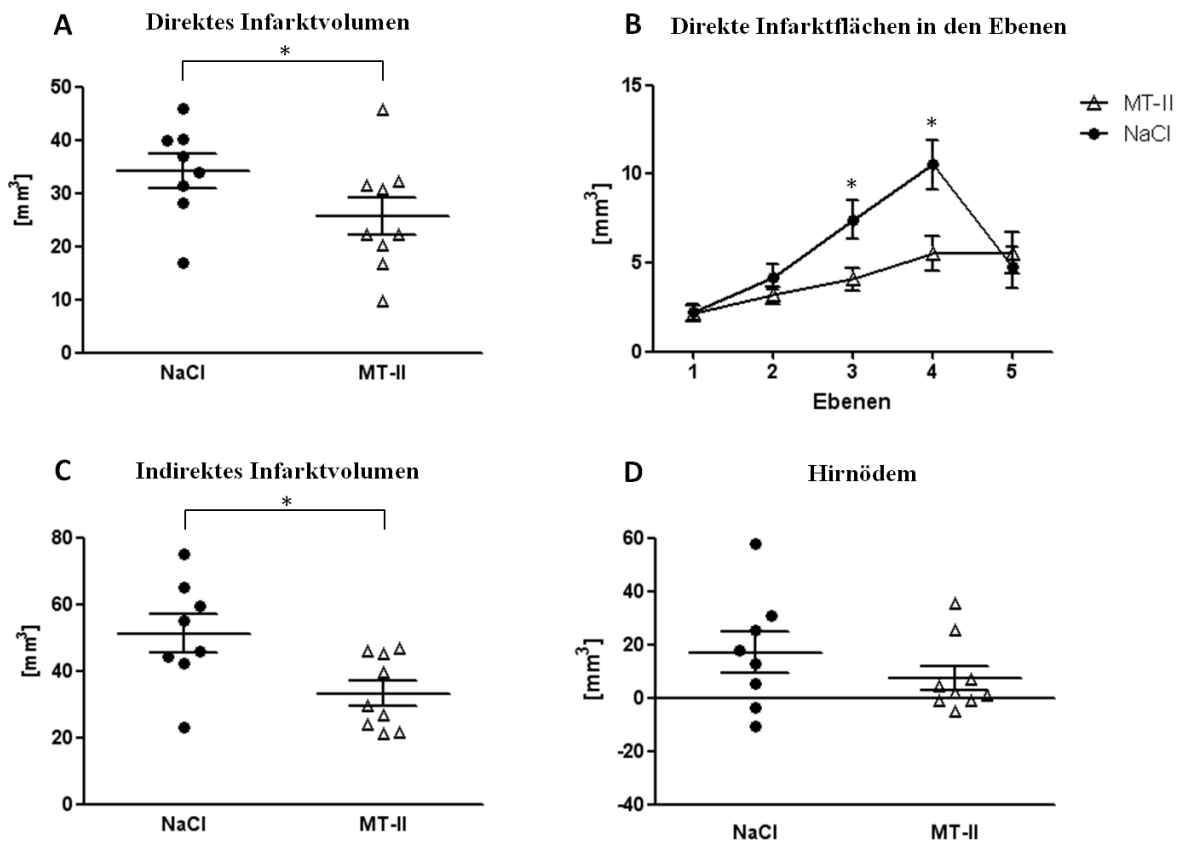 A Direktes Infarktvolumen
*
[mm³]
50
40
30
20
10
0
NaCl MT-II
B Direkte Infarktflächen in den Ebenen
MT-II
NaCl
* *
[mm³]
15
10
5
0
1 2 3 4 5
Ebenen
C Indirektes Infarktvolumen
*
[mm³]
80
60
40
20
0
NaCl MT-II
D Hirnödem
[mm³]
60
40
20
0
-20
-40
NaCl MT-II